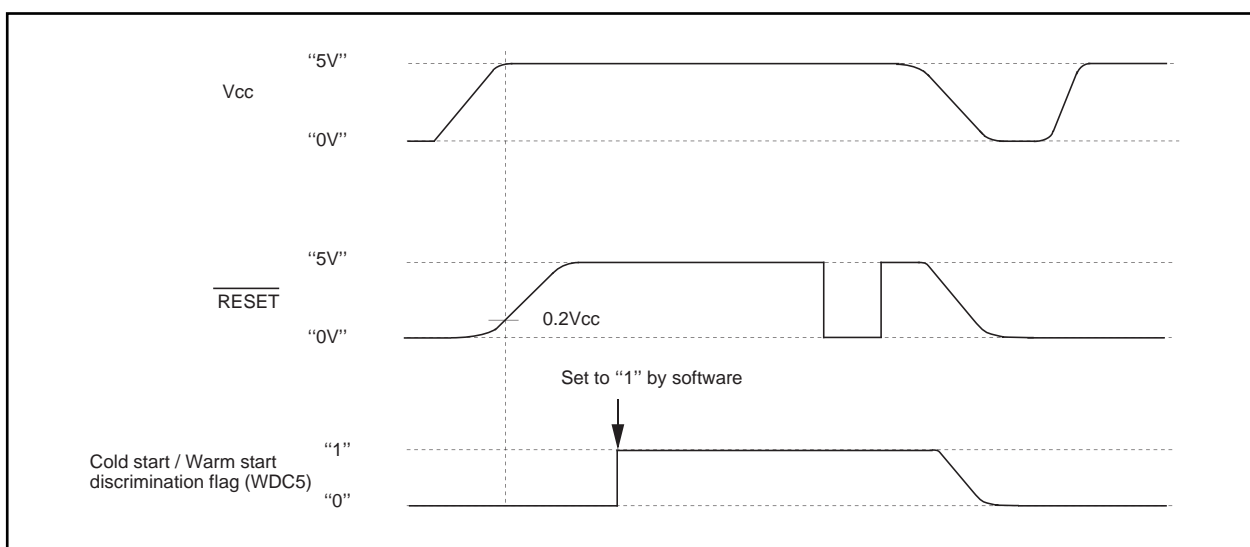 “5V”
Vcc
“0V”
“5V”
RESET
0.2Vcc
“0V”
Set to “1” by software
“1”
Cold start / Warm start
discrimination flag (WDC5)
“0”